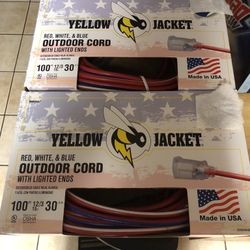 YELLOW JACKET
RED, WHITE, & BLUE
OUTDOOR CORD
WITH LIGHTED ENDS
100' 12/3 30
Made in USA
YELLOW JACKET
RED, WHITE, & BLUE
OUTDOOR CORD
WITH LIGHTED ENDS
100' 12/3 30
OSHA
Made in USA